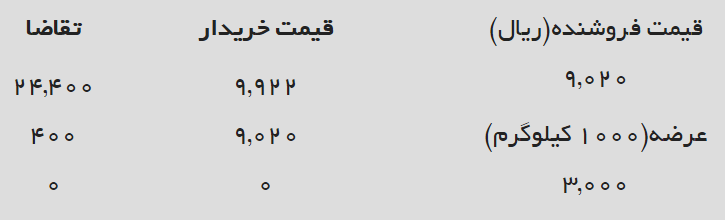 قیمت فروشنده(ریال) قیمت خریدار تقاضا
۹,۰۲۰ ۹,۹۲۲ ۲۴,۴۰۰
عرضه(۱۰۰۰ کیلوگرم) ۹,۰۲۰ ۴۰۰
۳,۰۰۰ ۰ ۰